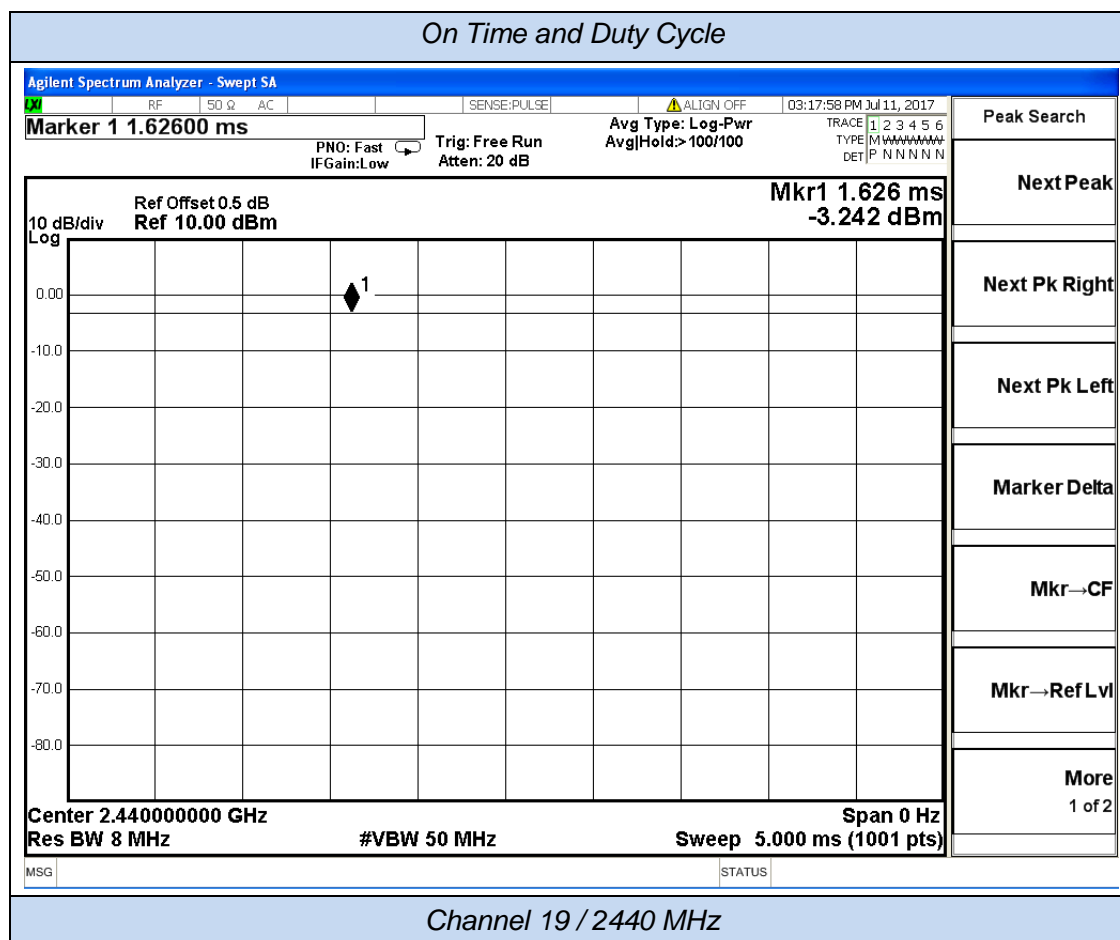 On Time and Duty Cycle
Agilent Spectrum Analyzer - Swept SA
LXI RF 50 Ω AC SENSE:PULSE ALIGN OFF 03:17:58 PM Jul 11, 2017
Marker 1 1.62600 ms
PNO: Fast
IFGain:Low
Trig: Free Run
Atten: 20 dB
Avg Type: Log-Pwr
Avg|Hold:>100/100
TRACE 1 2 3 4 5 6
TYPE M WWWWW
DET P N N N N N
Peak Search
Mkr1 1.626 ms
-3.242 dBm
Ref Offset 0.5 dB
10 dB/div Ref 10.00 dBm
Log
1
0.00
-10.0
-20.0
-30.0
-40.0
-50.0
-60.0
-70.0
-80.0
Center 2.440000000 GHz Span 0 Hz
Res BW 8 MHz #VBW 50 MHz Sweep 5.000 ms (1001 pts)
Next Peak
Next Pk Right
Next Pk Left
Marker Delta
Mkr→CF
Mkr→Ref Lvl
More
1 of 2
MSG STATUS
Channel 19 / 2440 MHz